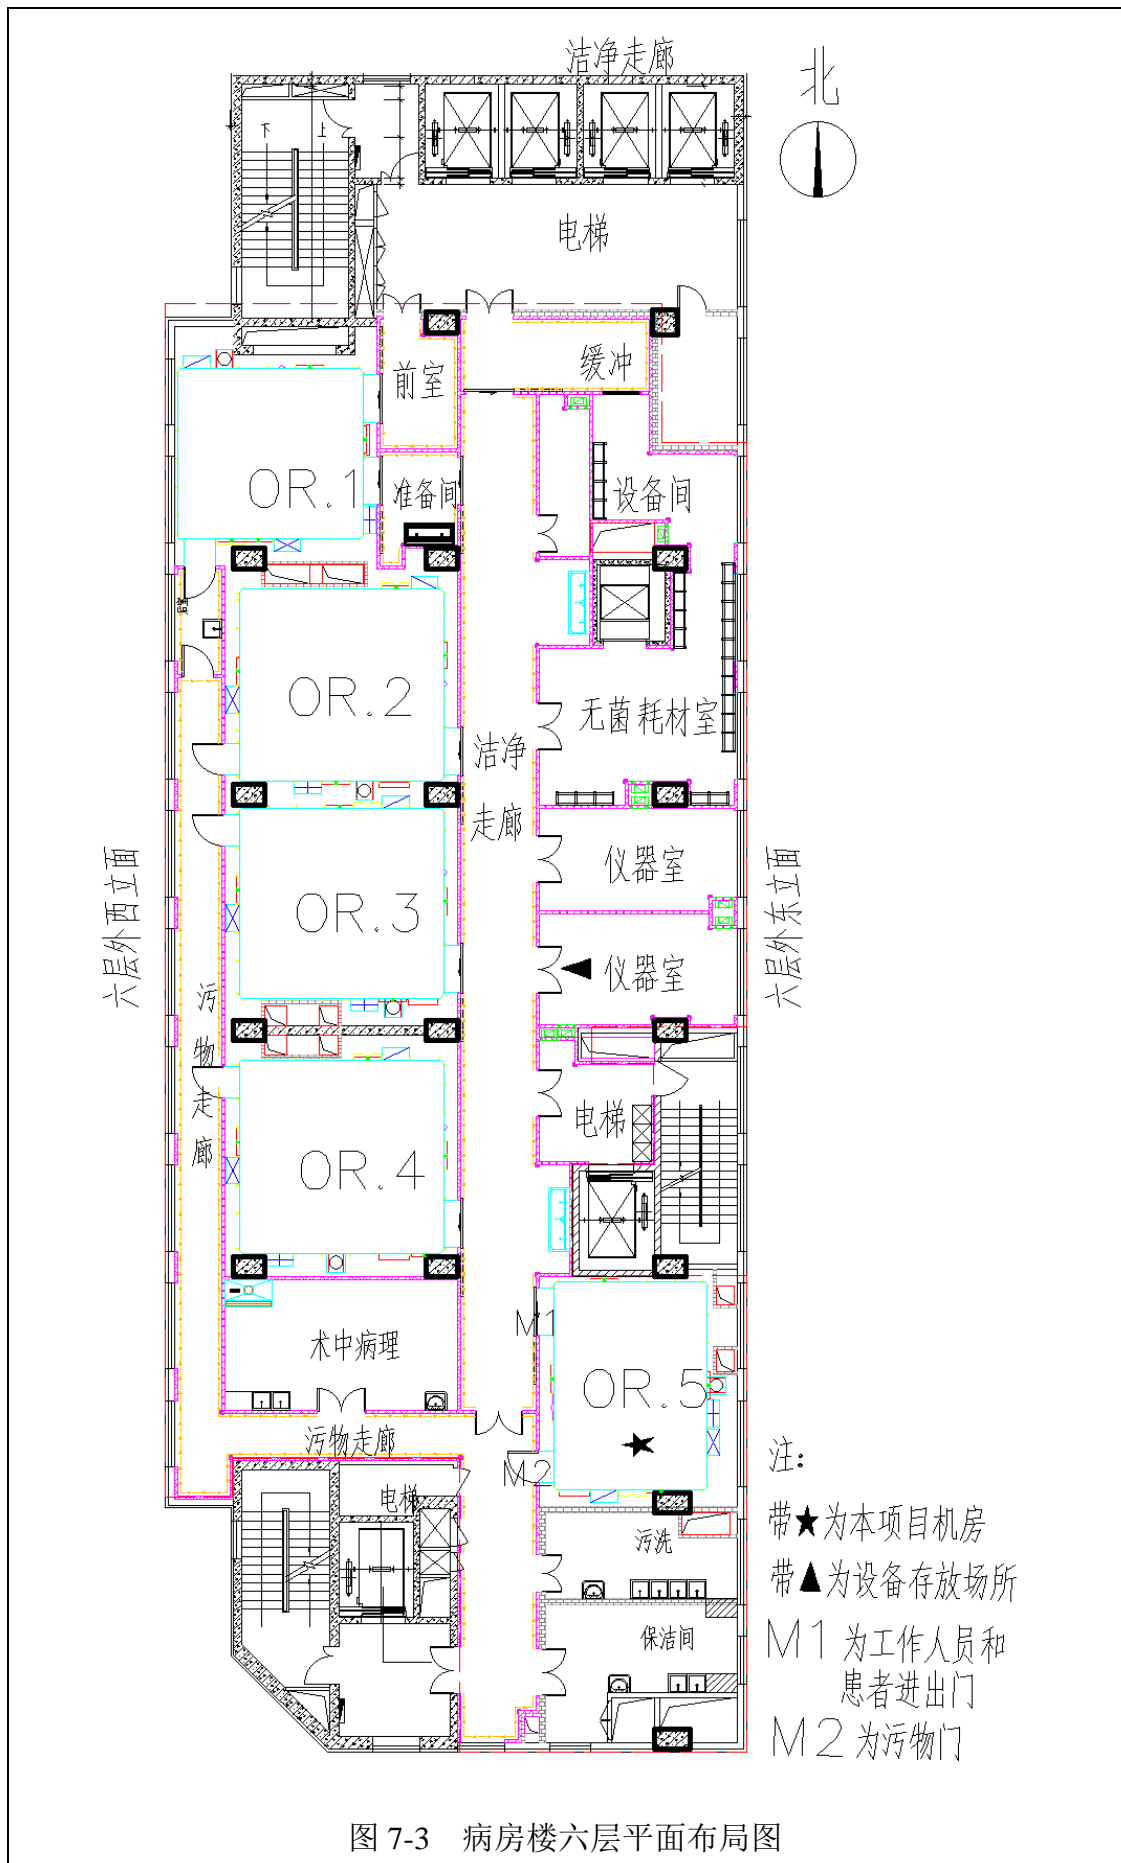 洁净走廊
北
下 上
电梯
缓冲
前室
OR.1
准备间
设备间
OR.2
无菌耗材室
洁净
走廊
六层外西立面
OR.3
仪器室
六层外东立面
仪器室
污
物
走
廊
电梯
OR.4
M1
术中病理
OR.5
污物走廊
M2
电梯
污洗
保洁间
注:
带★为本项目机房
带▲为设备存放场所
M1为工作人员和
患者进出门
M2为污物门
图 7-3 病房楼六层平面布局图